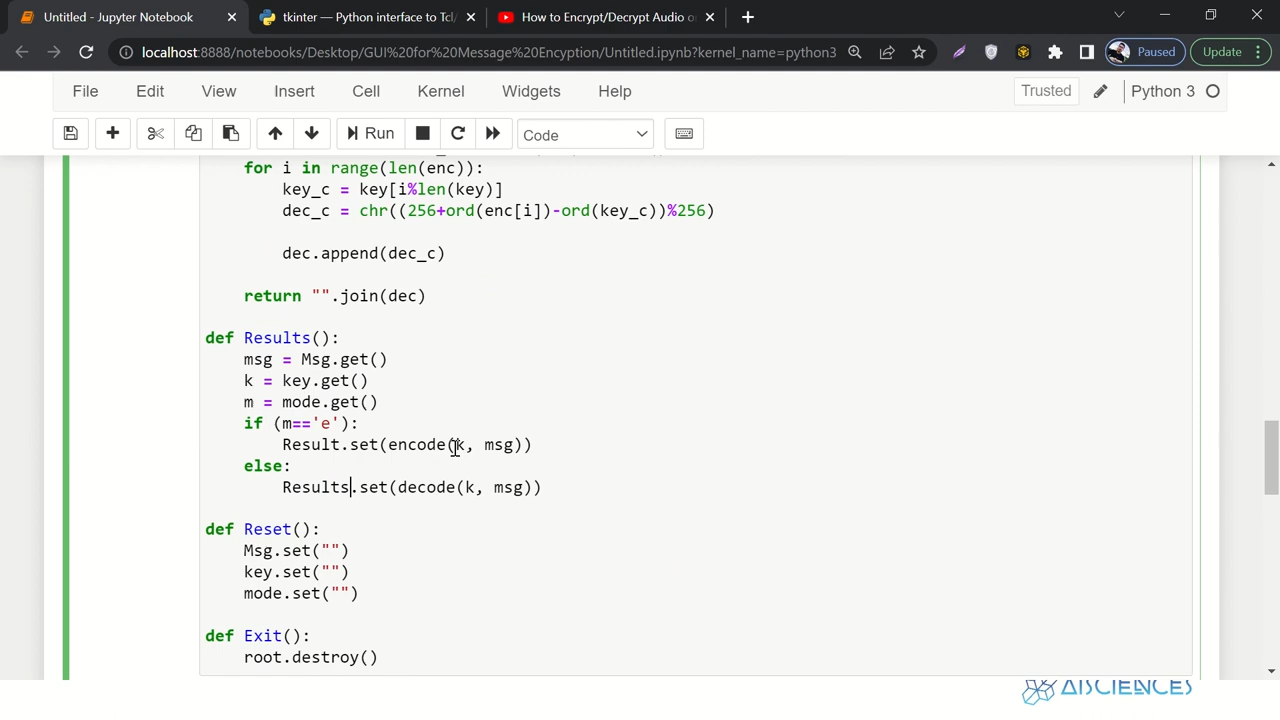 Untitled - Jupyter Notebook
tkinter — Python interface to Tcl/
How to Encrypt/Decrypt Audio o
localhost:8888/notebooks/Desktop/GUI%20for%20Message%20Encyption/Untitled.ipynb?kernel_name=python3
Paused
Update
File Edit View Insert Cell Kernel Widgets Help
Trusted
Python 3
Run
Code
for i in range(len(enc)):
key_c = key[i%len(key)]
dec_c = chr((256+ord(enc[i])-ord(key_c))%256)
dec.append(dec_c)
return "".join(dec)
def Results():
msg = Msg.get()
k = key.get()
m = mode.get()
if (m=='e'):
Result.set(encode(k, msg))
else:
Results.set(decode(k, msg))
def Reset():
Msg.set("")
key.set("")
mode.set("")
def Exit():
root.destroy()
AISCIENCES